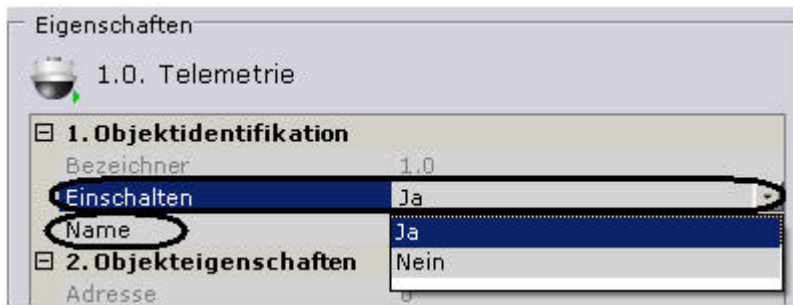 Eigenschaften
1.0. Telemetrie
1. Objektidentifikation
Bezeichner 1.0
Einschalten Ja
Name Ja
2. Objekteigenschaften Nein
Adresse